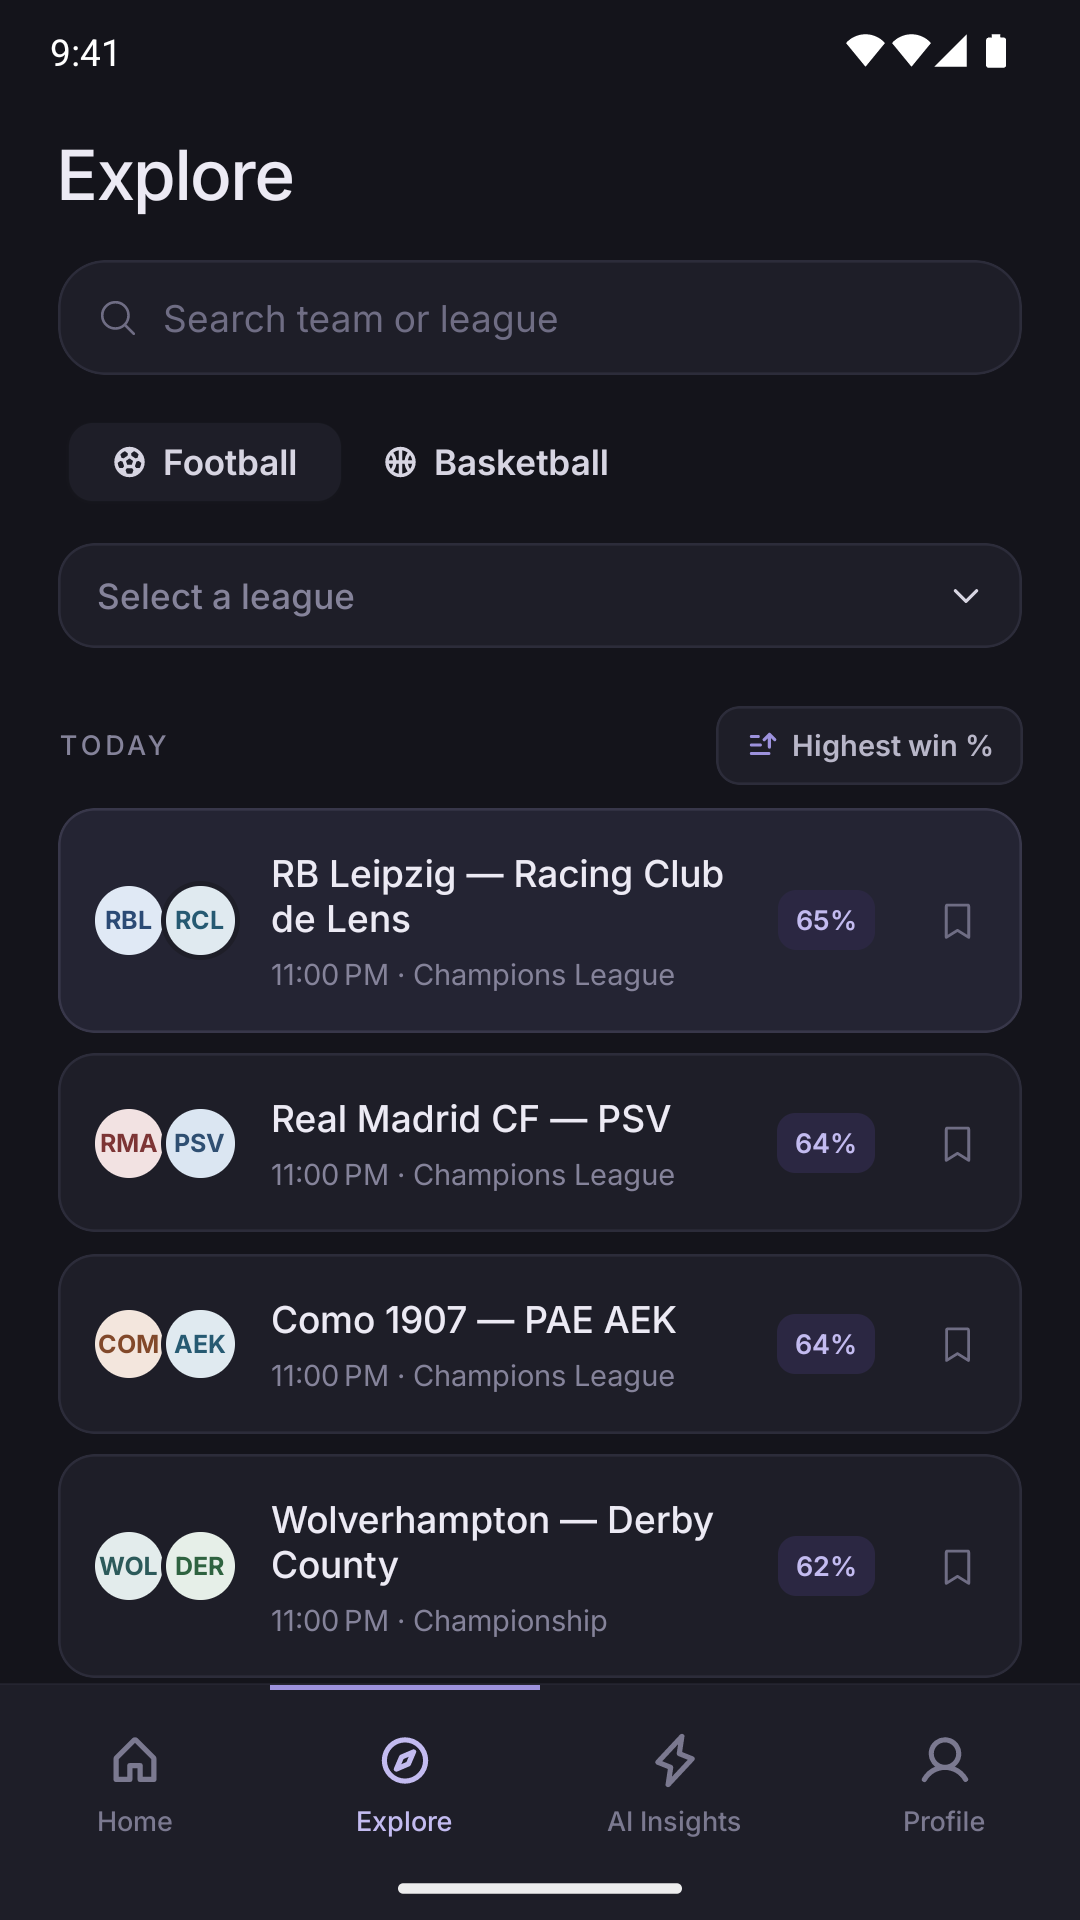 9:41
Explore
Search team or league
Football
Basketball
Select a league
TODAY
Highest win %
RBL
RCL
RB Leipzig — Racing Club
de Lens
11:00 PM · Champions League
65%
RMA
PSV
Real Madrid CF — PSV
11:00 PM · Champions League
64%
COM
AEK
Como 1907 — PAE AEK
11:00 PM · Champions League
64%
WOL
DER
Wolverhampton — Derby
County
11:00 PM · Championship
62%
Home
Explore
AI Insights
Profile